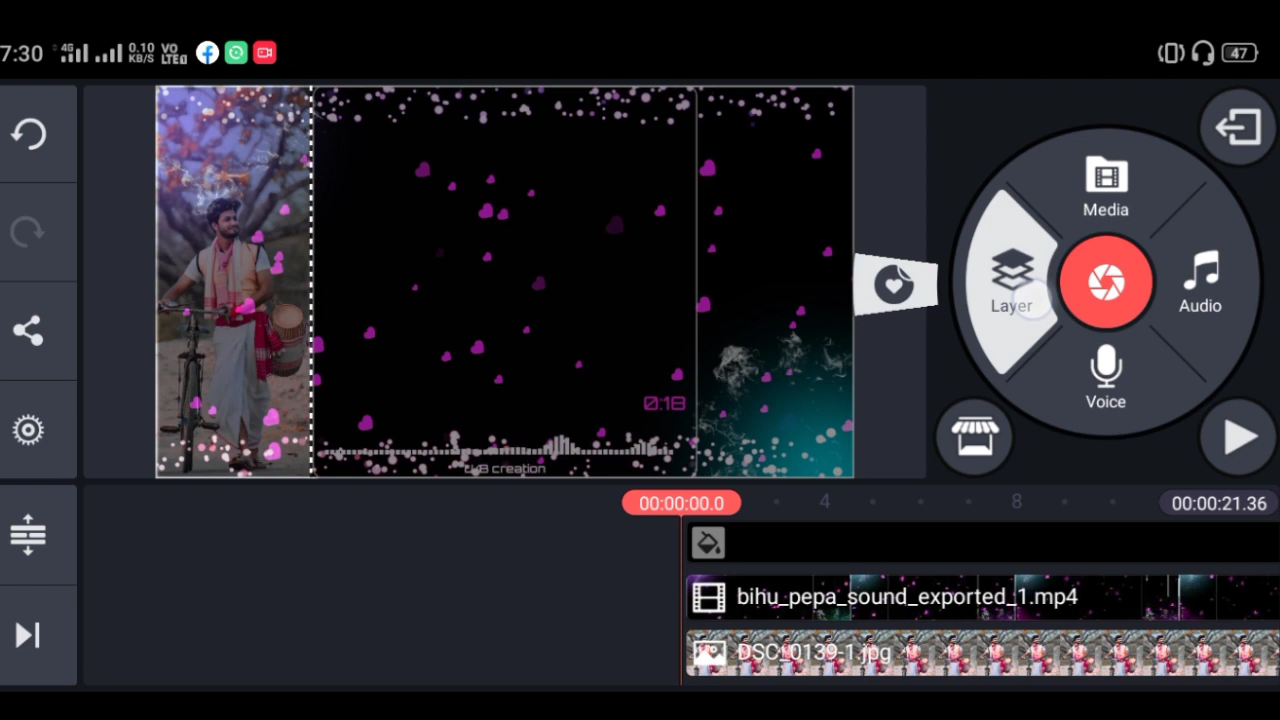 7:30 4G 0.10 KB/S VO LTE 47
Media
Layer
Audio
Voice
0:18
creation
00:00:00.0 4 8 00:00:21.36
bihu_pepa_sound_exported_1.mp4
DSC_0139-1.jpg